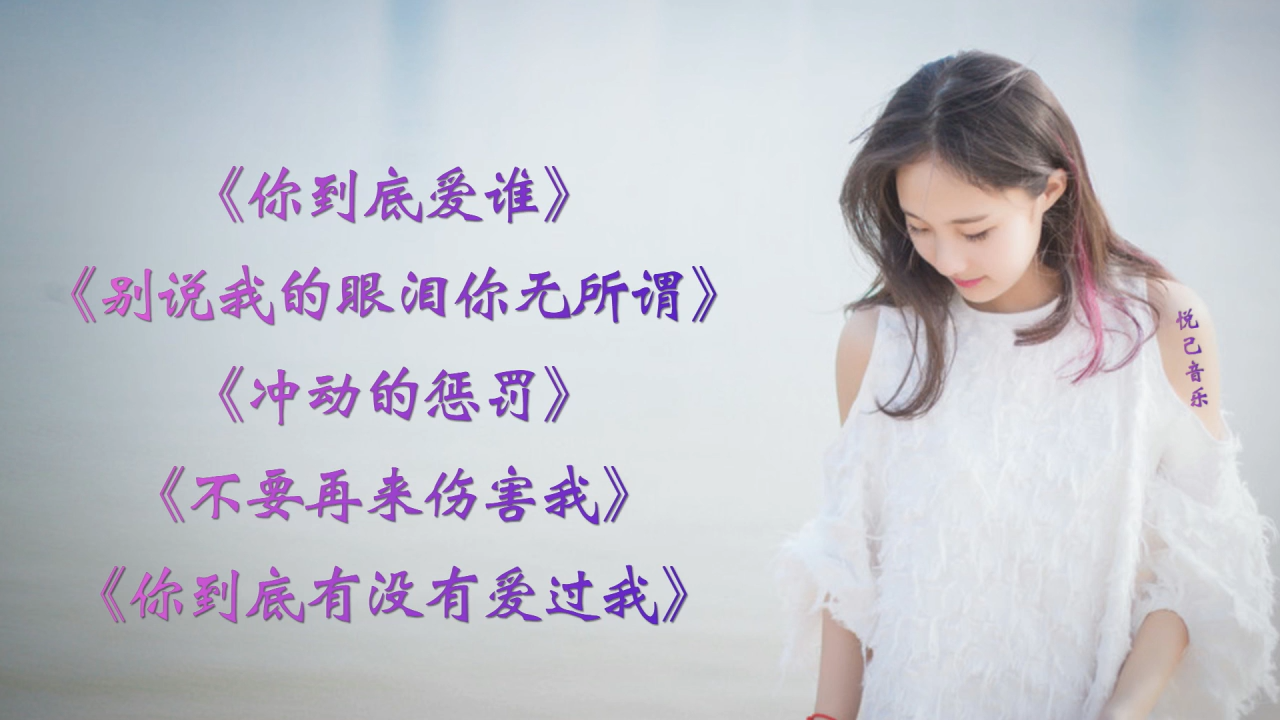 《你到底爱谁》
《别说我的眼泪你无所谓》
《冲动的惩罚》
《不要再来伤害我》
《你到底有没有爱过我》
悦己音乐